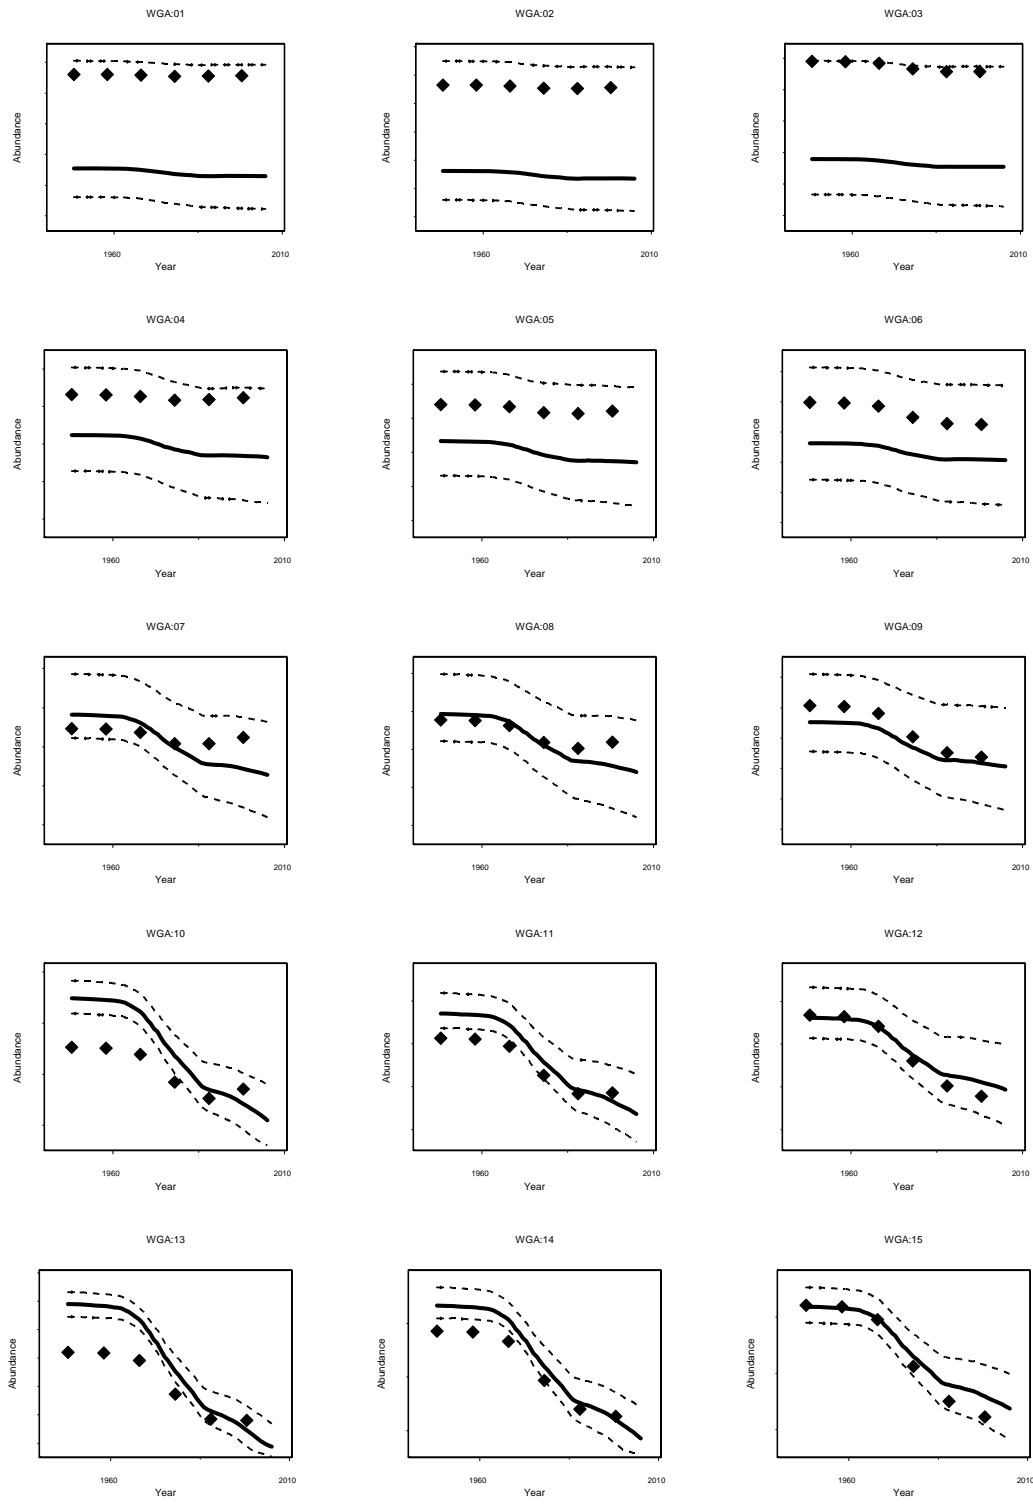 WGA:01 WGA:02 WGA:03
Abundance Abundance Abundance
1960 2010 1960 2010 1960 2010
Year Year Year
WGA:04 WGA:05 WGA:06
Abundance Abundance Abundance
1960 2010 1960 2010 1960 2010
Year Year Year
WGA:07 WGA:08 WGA:09
Abundance Abundance Abundance
1960 2010 1960 2010 1960 2010
Year Year Year
WGA:10 WGA:11 WGA:12
Abundance Abundance Abundance
1960 2010 1960 2010 1960 2010
Year Year Year
WGA:13 WGA:14 WGA:15
Abundance Abundance Abundance
1960 2010 1960 2010 1960 2010
Year Year Year